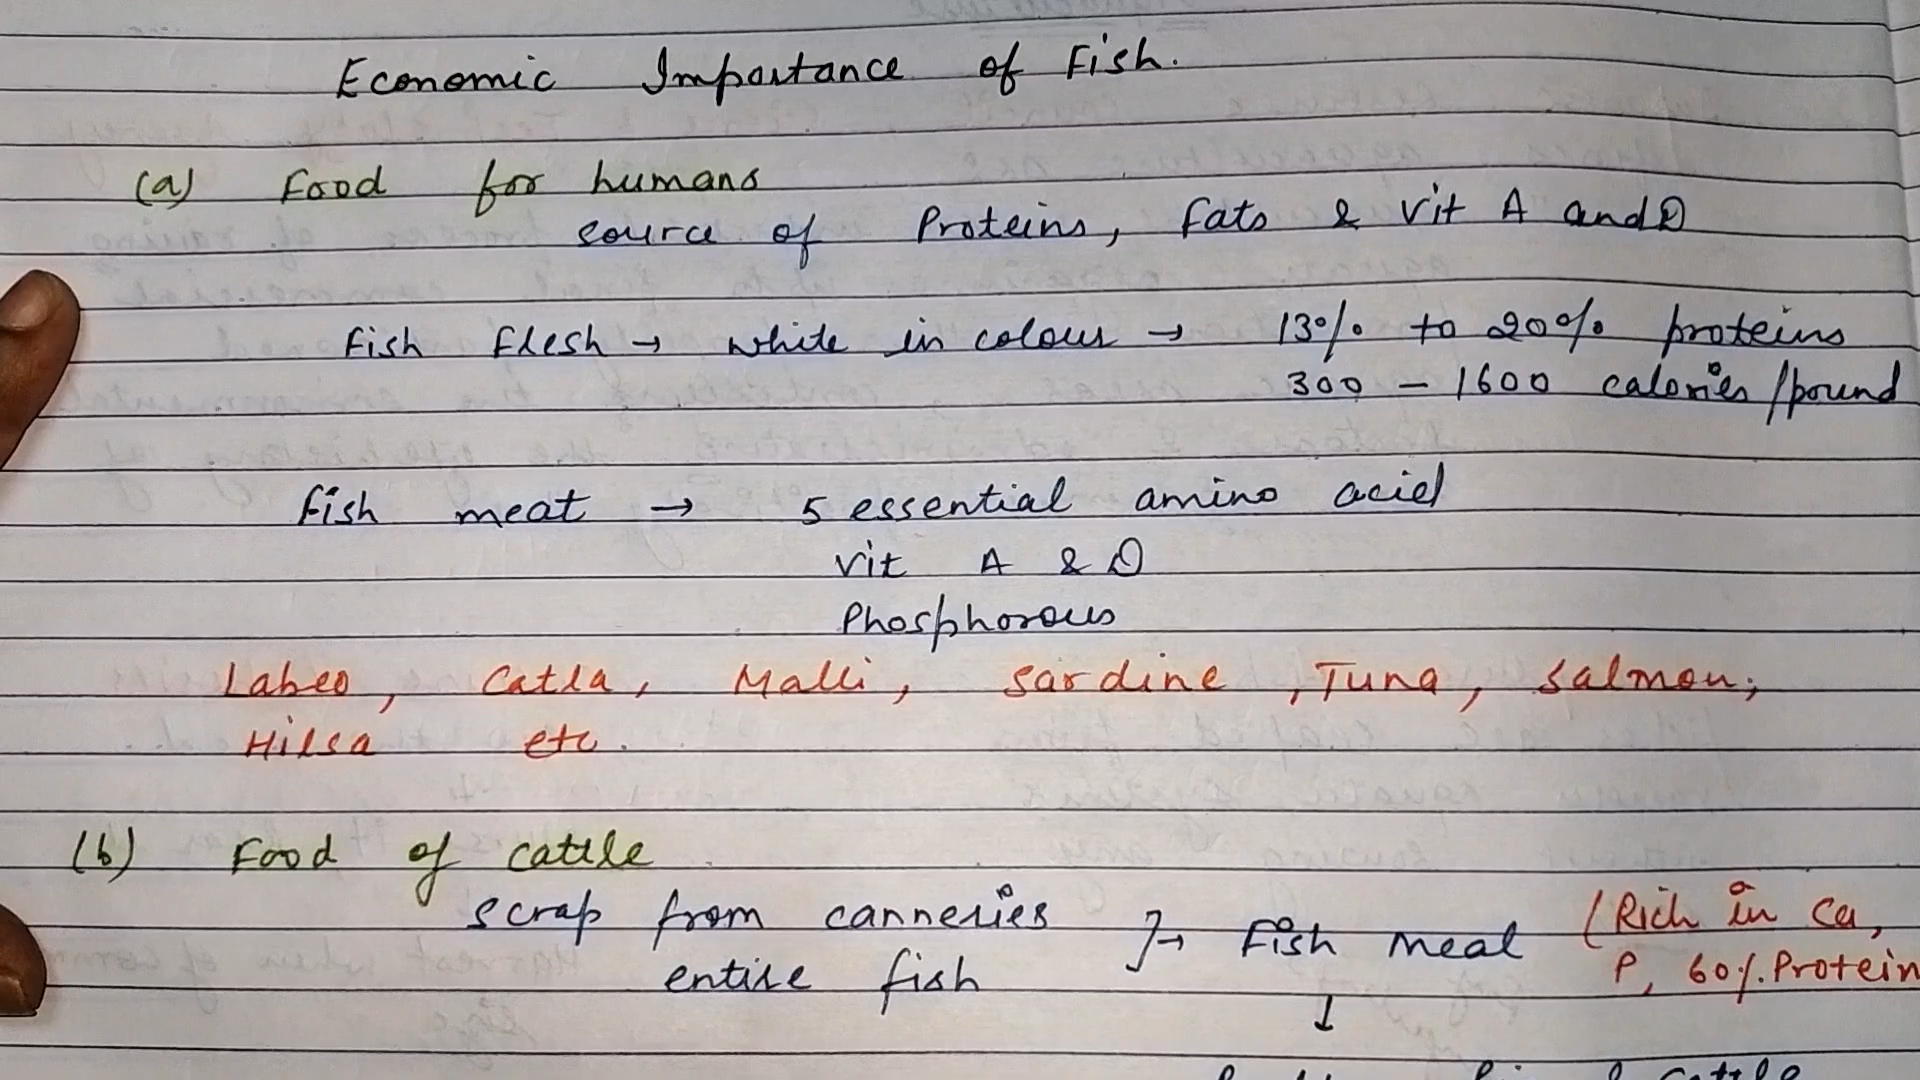 Economic Importance of Fish.
(a) Food for humans
source of Proteins, Fats & Vit A and D
Fish Flesh → white in colour → 13% to 20% proteins
300 – 1600 calories/pound
Fish meat → 5 essential amino acid
Vit A & D
Phosphorous
Labeo, Catla, Malli, Sardine, Tuna, Salmon,
Hilsa etc.
(b) Food of cattle
scrap from canneries
entire fish
}→ Fish Meal (Rich in Ca,
P, 60% Protein
↓
cattle